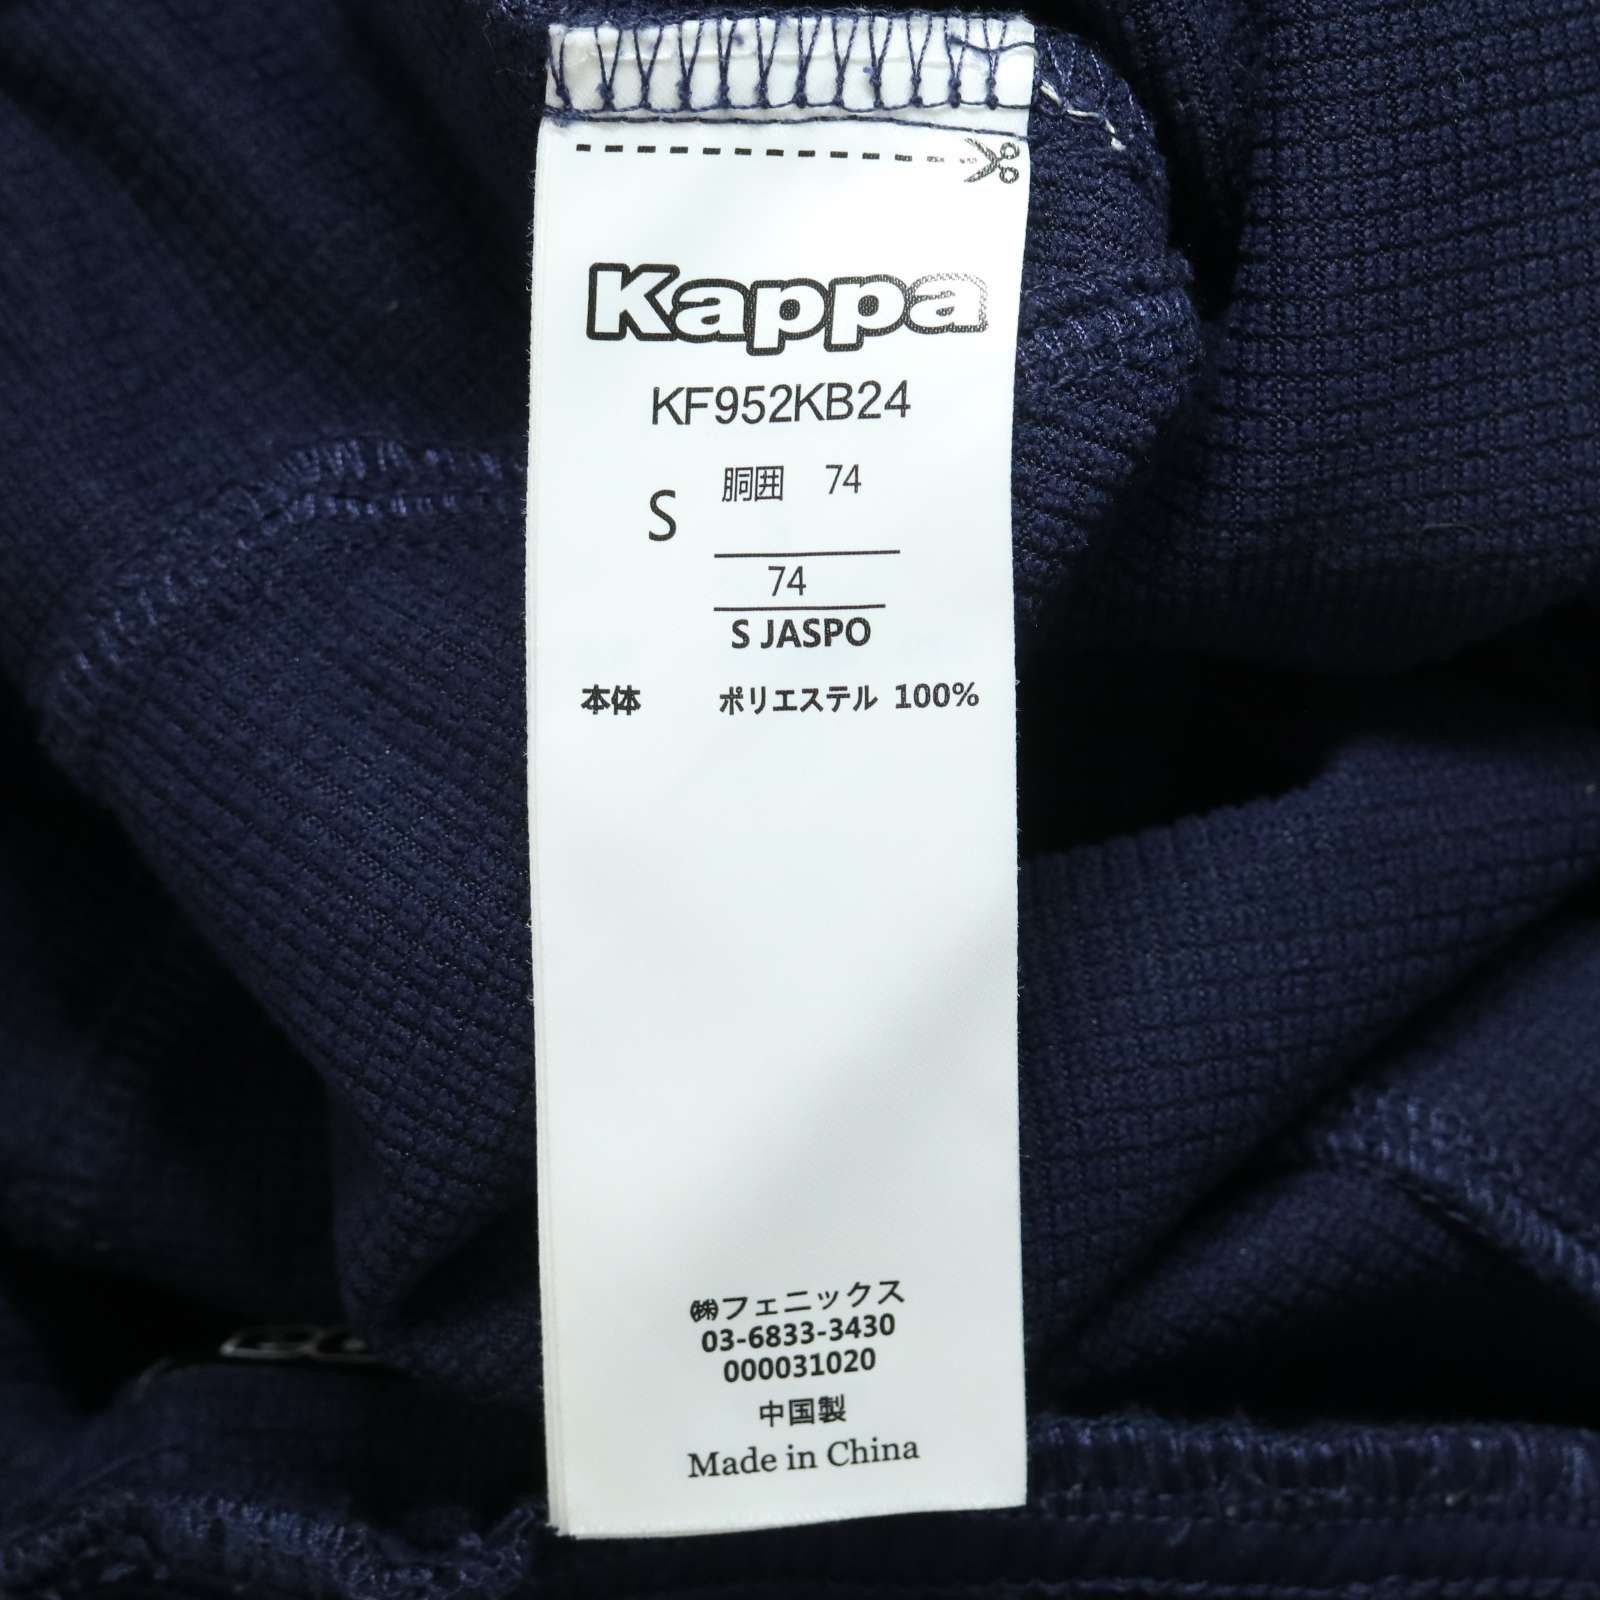 Kappa
KF952KB24
S
胴囲 74
74
S JASPO
本体 ポリエステル 100%
㈱フェニックス
03-6833-3430
000031020
中国製
Made in China